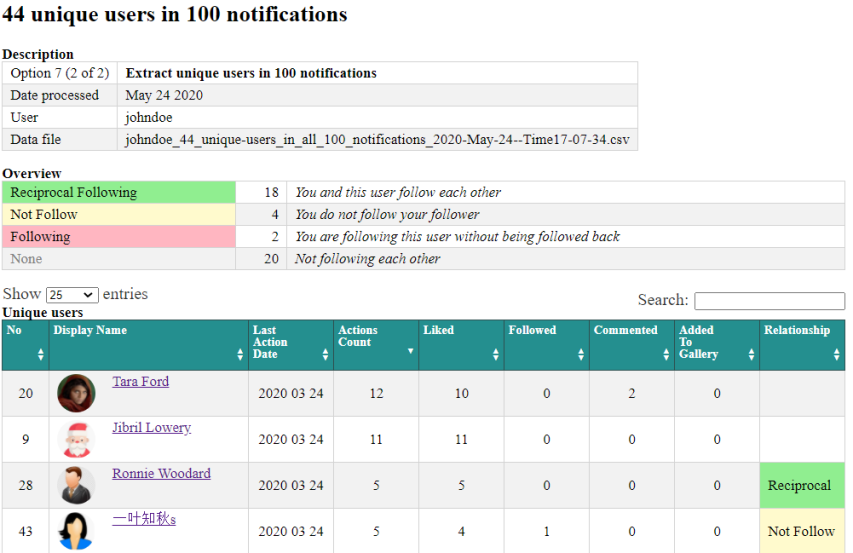 44 unique users in 100 notifications
Description
Option 7 (2 of 2) Extract unique users in 100 notifications
Date processed May 24 2020
User johndoe
Data file johndoe_44_unique-users_in_all_100_notifications_2020-May-24--Time17-07-34.csv
Overview
Reciprocal Following 18 You and this user follow each other
Not Follow 4 You do not follow your follower
Following 2 You are following this user without being followed back
None 20 Not following each other
Show 25 entries Search:
Unique users
No Display Name Last Action Date Actions Count Liked Followed Commented Added To Gallery Relationship
20 Tara Ford 2020 03 24 12 10 0 2 0
9 Jibril Lowery 2020 03 24 11 11 0 0 0
28 Ronnie Woodard 2020 03 24 5 5 0 0 0 Reciprocal
43 一叶知秋s 2020 03 24 5 4 1 0 0 Not Follow